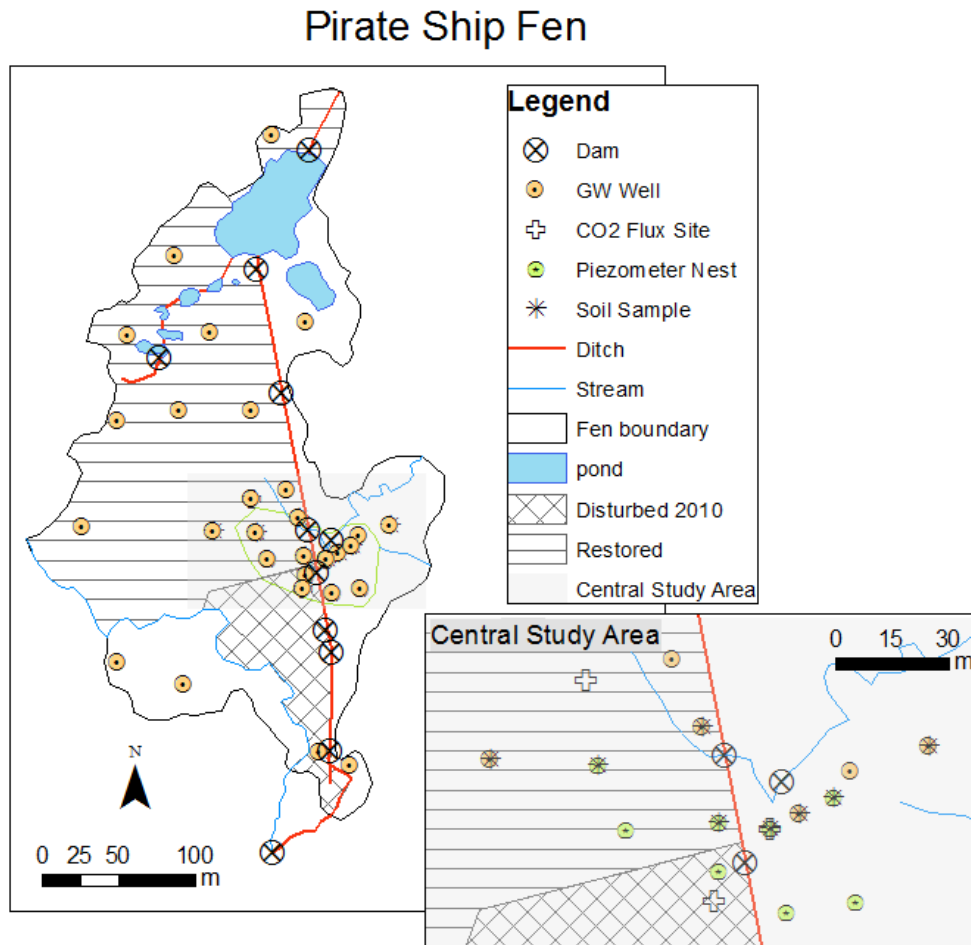 Pirate Ship Fen
Legend
Dam
GW Well
CO2 Flux Site
Piezometer Nest
Soil Sample
Ditch
Stream
Fen boundary
pond
Disturbed 2010
Restored
Central Study Area
Central Study Area
0 15 30
m
N
0 25 50 100
m